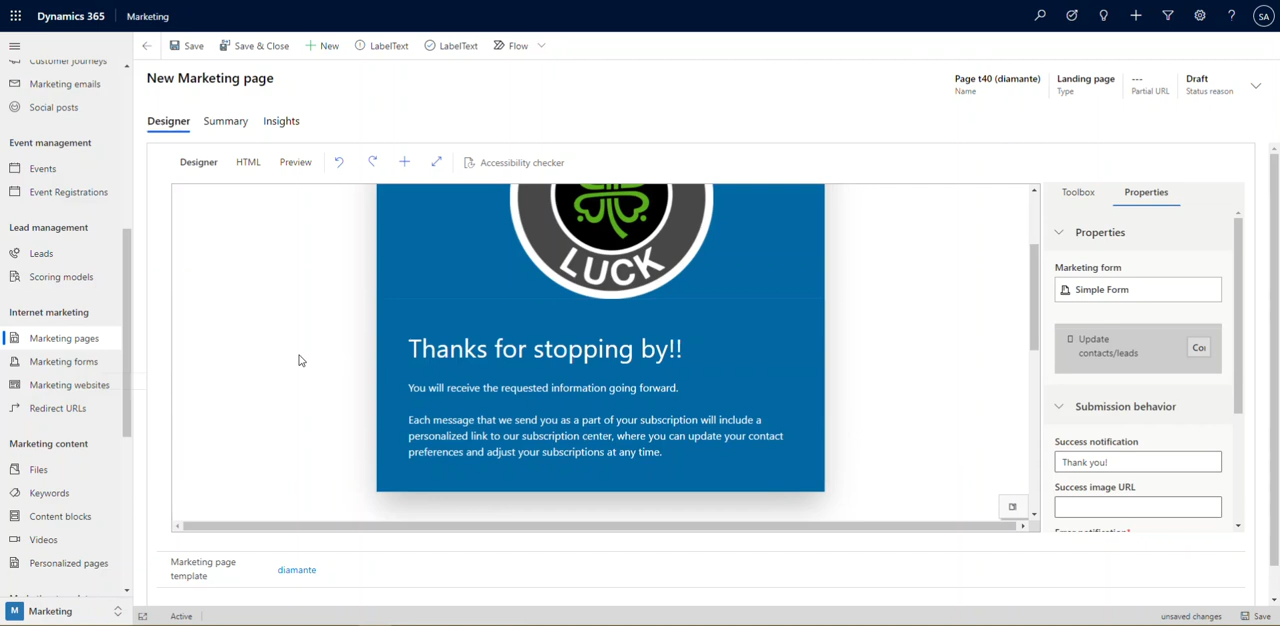 Dynamics 365
Marketing
SA
Customer journeys
Marketing emails
Social posts
Event management
Events
Event Registrations
Lead management
Leads
Scoring models
Internet marketing
Marketing pages
Marketing forms
Marketing websites
Redirect URLs
Marketing content
Files
Keywords
Content blocks
Videos
Personalized pages
M Marketing
Save
Save & Close
New
LabelText
LabelText
Flow
New Marketing page
Page t40 (diamante)
Name
Landing page
Type
---
Partial URL
Draft
Status reason
Designer
Summary
Insights
Designer
HTML
Preview
Accessibility checker
LUCK
Thanks for stopping by!!
You will receive the requested information going forward.
Each message that we send you as a part of your subscription will include a
personalized link to our subscription center, where you can update your contact
preferences and adjust your subscriptions at any time.
Toolbox
Properties
Properties
Marketing form
Simple Form
Update
contacts/leads
Submission behavior
Success notification
Thank you!
Success image URL
Error notification*
Marketing page
template
diamante
Active
unsaved changes
Save